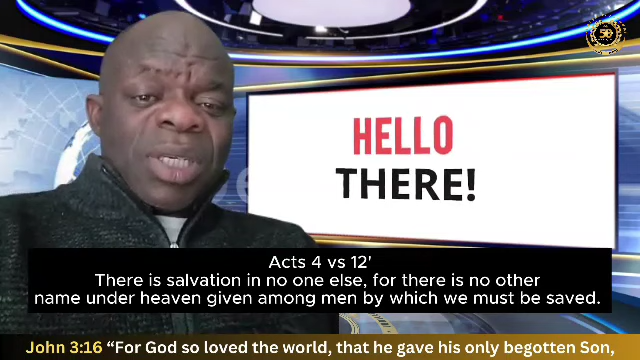 HELLO
THERE!
Acts 4 vs 12'
There is salvation in no one else, for there is no other
name under heaven given among men by which we must be saved.
John 3:16 “For God so loved the world, that he gave his only begotten Son,